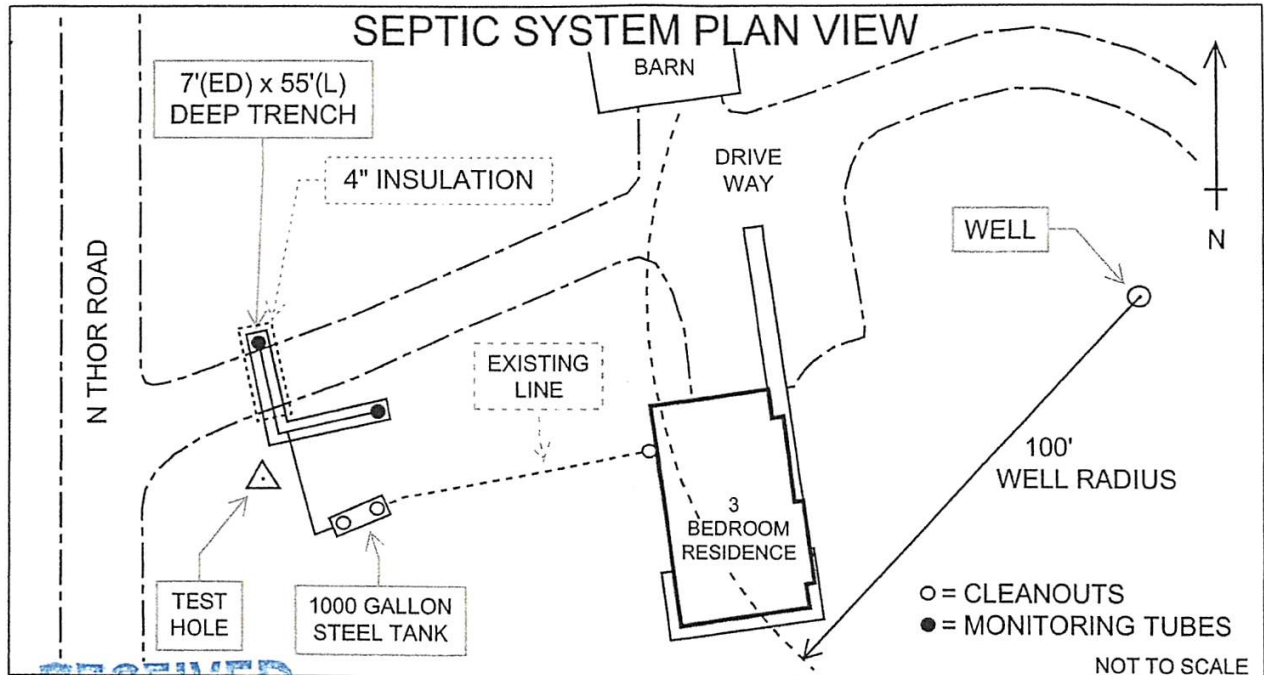 SEPTIC SYSTEM PLAN VIEW
7'(ED) x 55'(L)
DEEP TRENCH
BARN
4" INSULATION
DRIVE
WAY
WELL
N
N THOR ROAD
EXISTING
LINE
100'
WELL RADIUS
3
BEDROOM
RESIDENCE
TEST
HOLE
1000 GALLON
STEEL TANK
○ = CLEANOUTS
● = MONITORING TUBES
NOT TO SCALE
RECEIVED